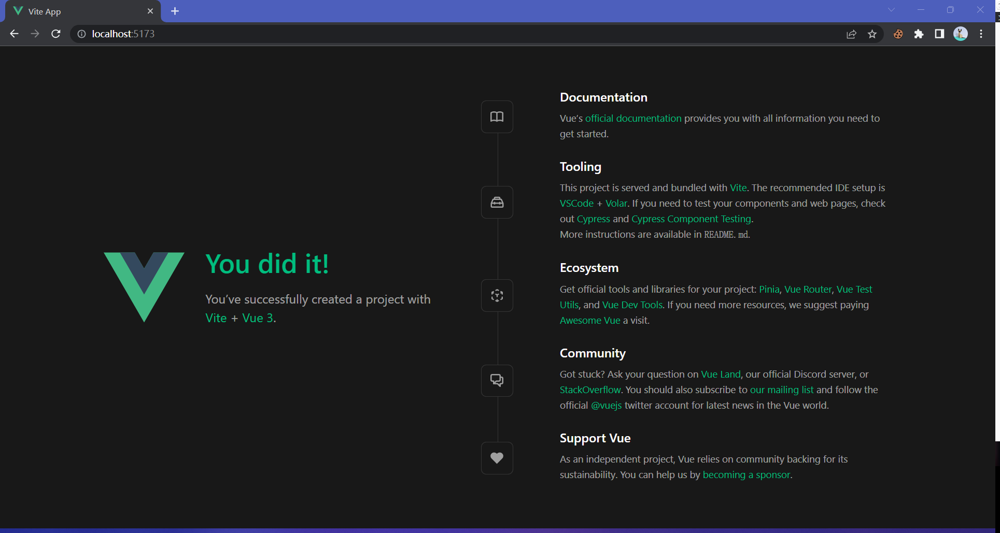 Vite App
localhost:5173
You did it!
You’ve successfully created a project with
Vite + Vue 3.
Documentation
Vue’s official documentation provides you with all information you need to
get started.
Tooling
This project is served and bundled with Vite. The recommended IDE setup is
VSCode + Volar. If you need to test your components and web pages, check
out Cypress and Cypress Component Testing.
More instructions are available in README.md.
Ecosystem
Get official tools and libraries for your project: Pinia, Vue Router, Vue Test
Utils, and Vue Dev Tools. If you need more resources, we suggest paying
Awesome Vue a visit.
Community
Got stuck? Ask your question on Vue Land, our official Discord server, or
StackOverflow. You should also subscribe to our mailing list and follow the
official @vuejs twitter account for latest news in the Vue world.
Support Vue
As an independent project, Vue relies on community backing for its
sustainability. You can help us by becoming a sponsor.